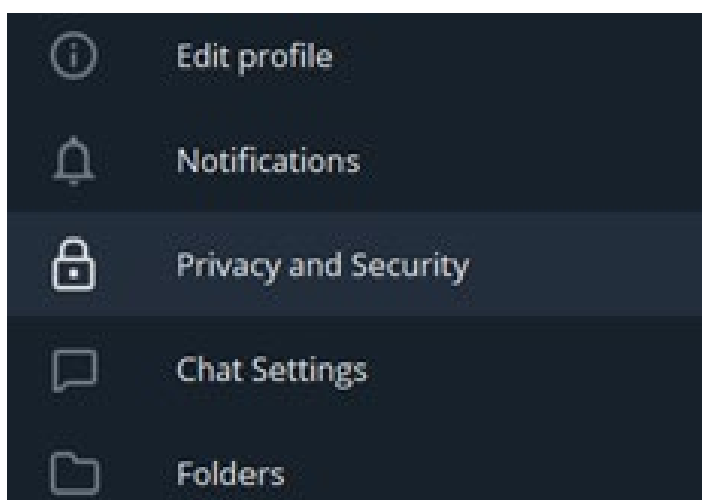 Edit profile
Notifications
Privacy and Security
Chat Settings
Folders